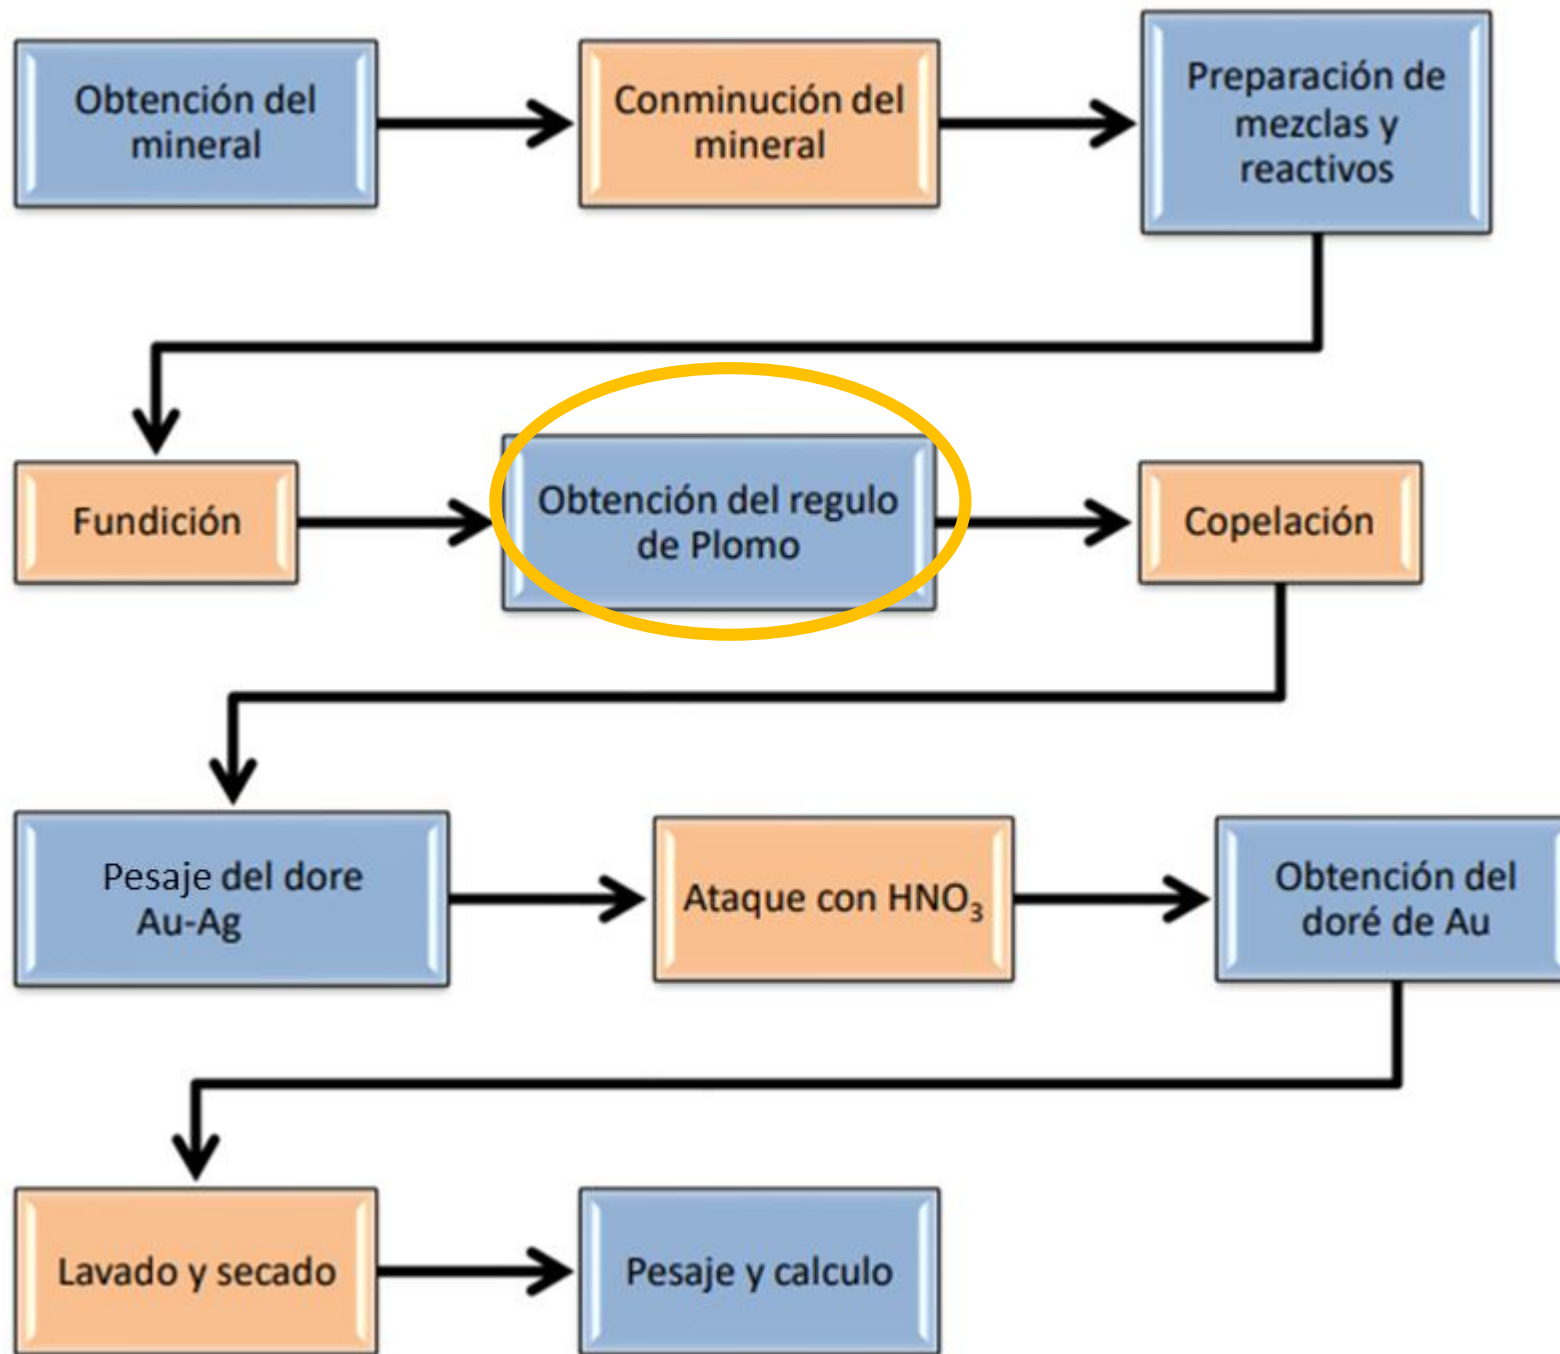 Obtención del
mineral
Conminución del
mineral
Preparación de
mezclas y
reactivos
Fundición
Obtención del regulo
de Plomo
Copelación
Pesaje del dore
Au-Ag
Ataque con HNO₃
Obtención del
doré de Au
Lavado y secado
Pesaje y calculo